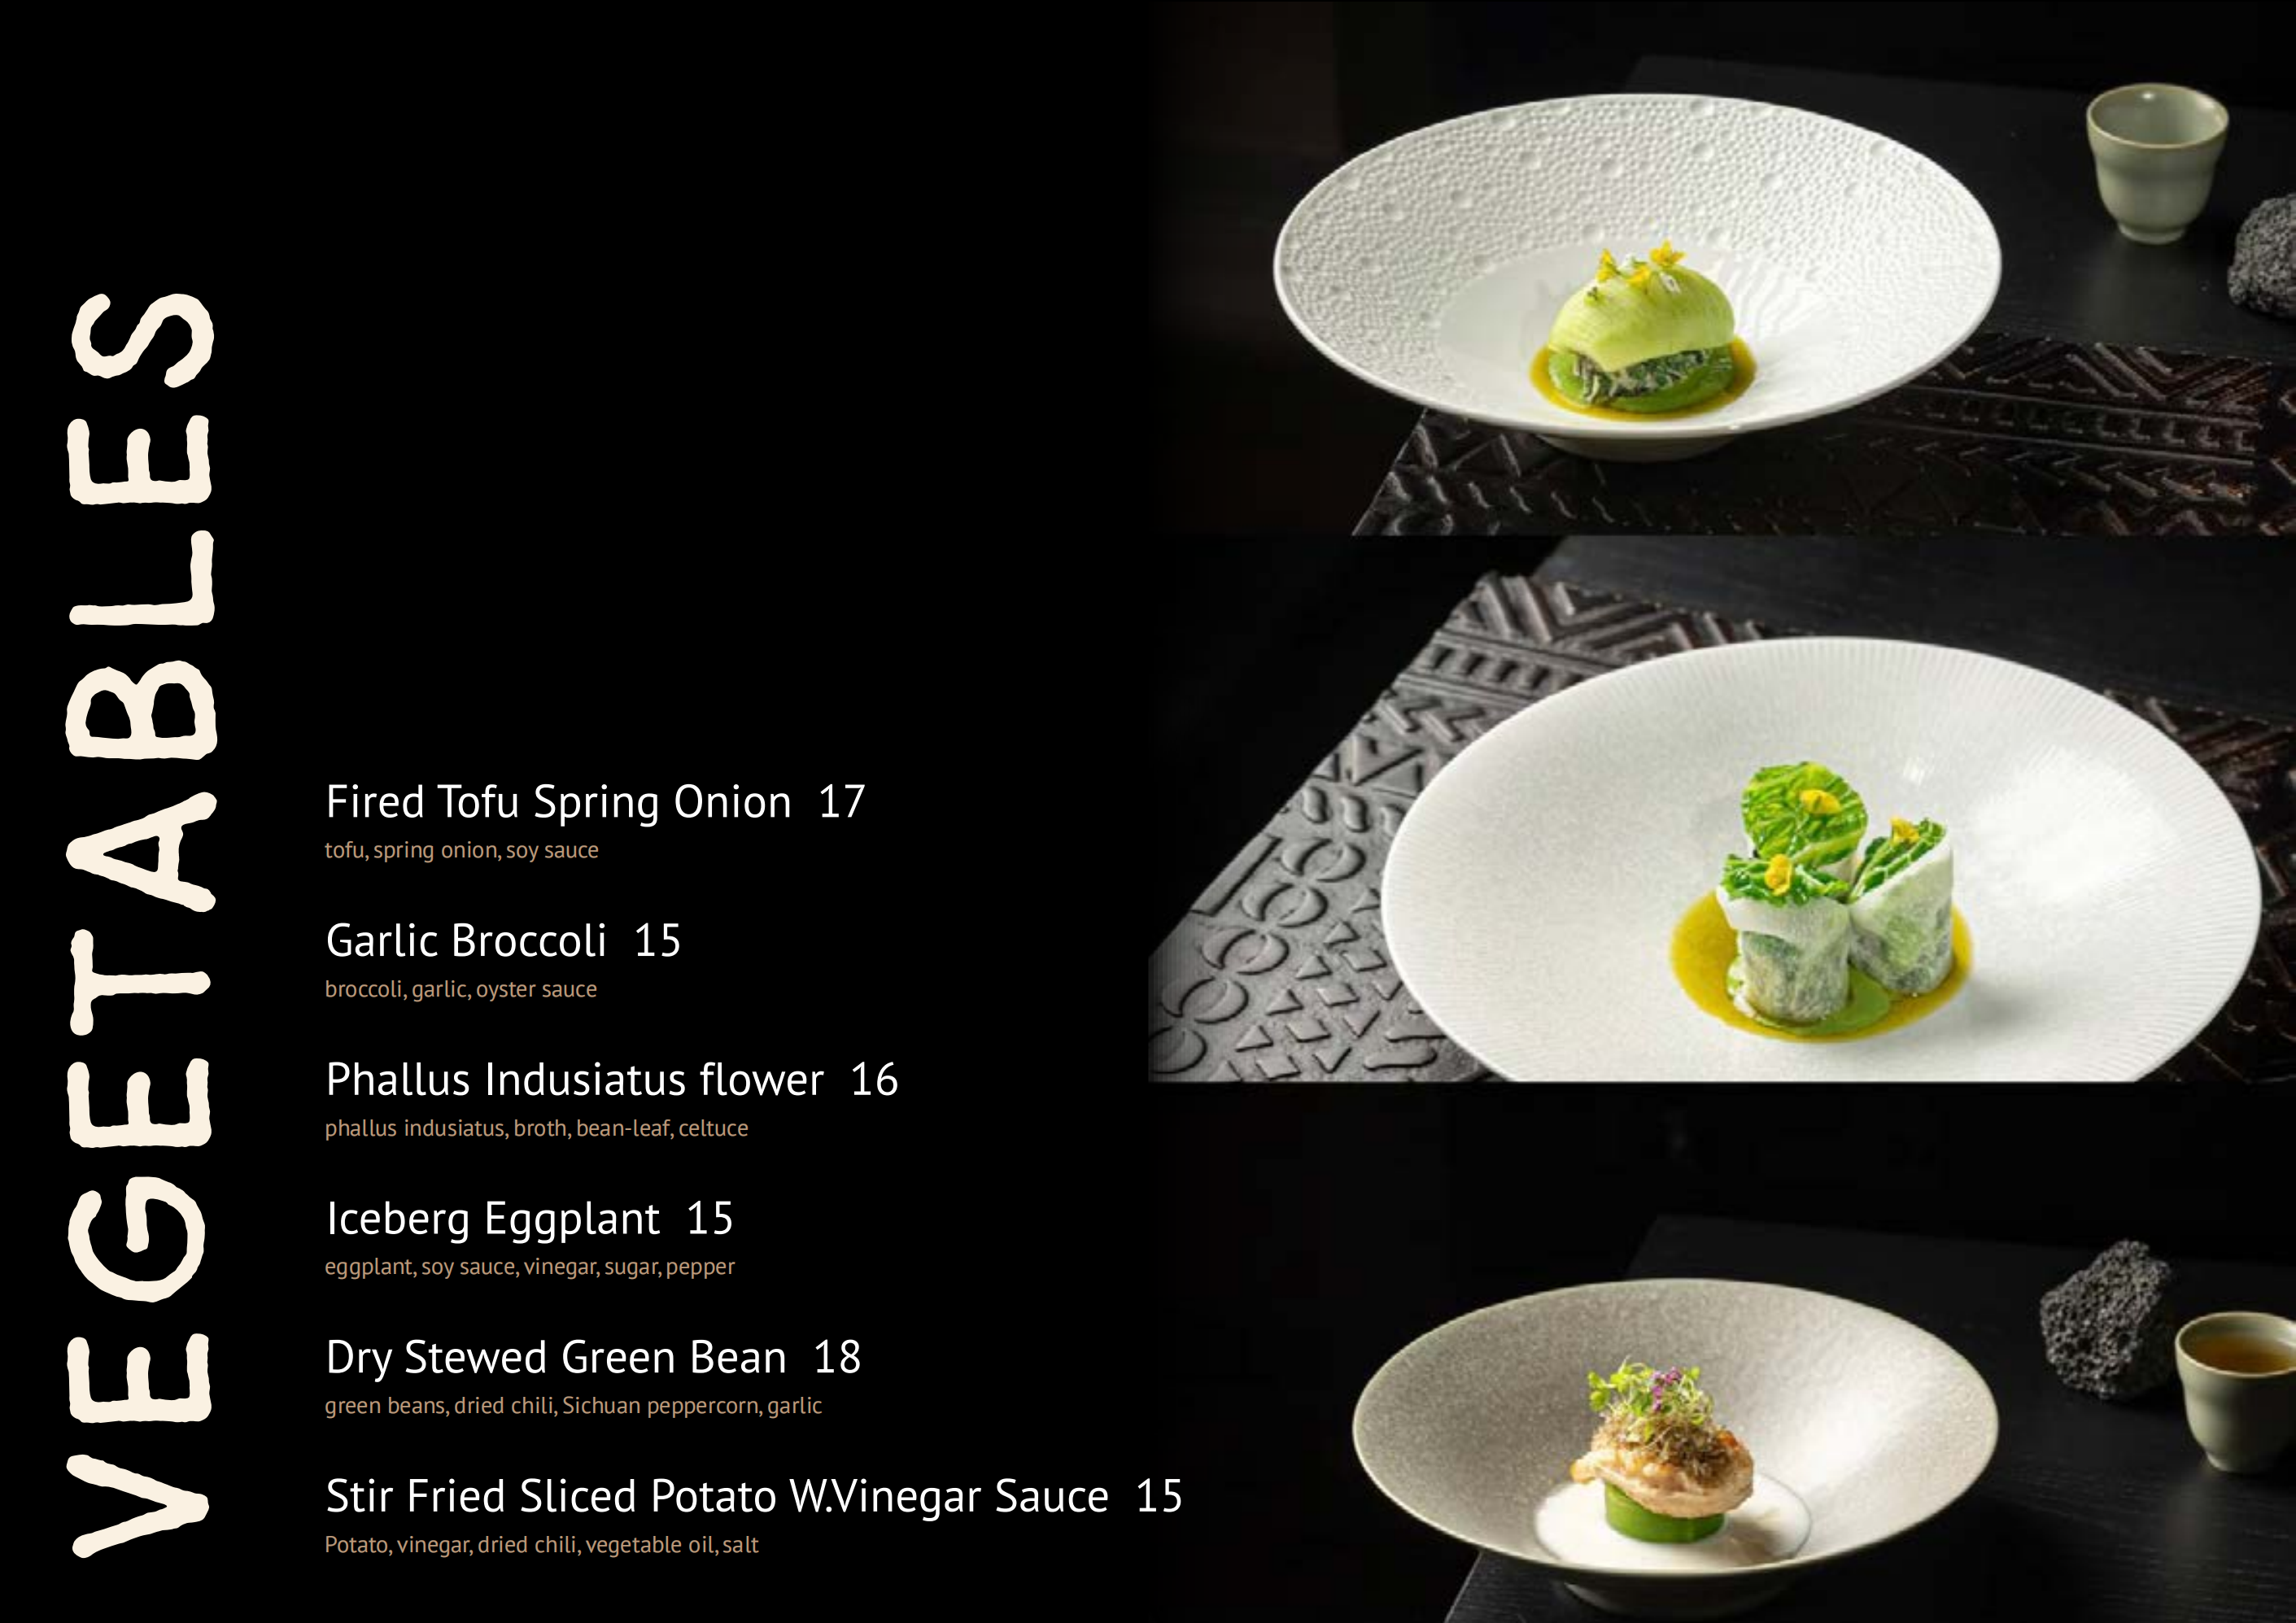 VEGETABLES
Fired Tofu Spring Onion 17
tofu, spring onion, soy sauce
Garlic Broccoli 15
broccoli, garlic, oyster sauce
Phallus Indusiatus flower 16
phallus indusiatus, broth, bean-leaf, celtuce
Iceberg Eggplant 15
eggplant, soy sauce, vinegar, sugar, pepper
Dry Stewed Green Bean 18
green beans, dried chili, Sichuan peppercorn, garlic
Stir Fried Sliced Potato W.Vinegar Sauce 15
Potato, vinegar, dried chili, vegetable oil, salt